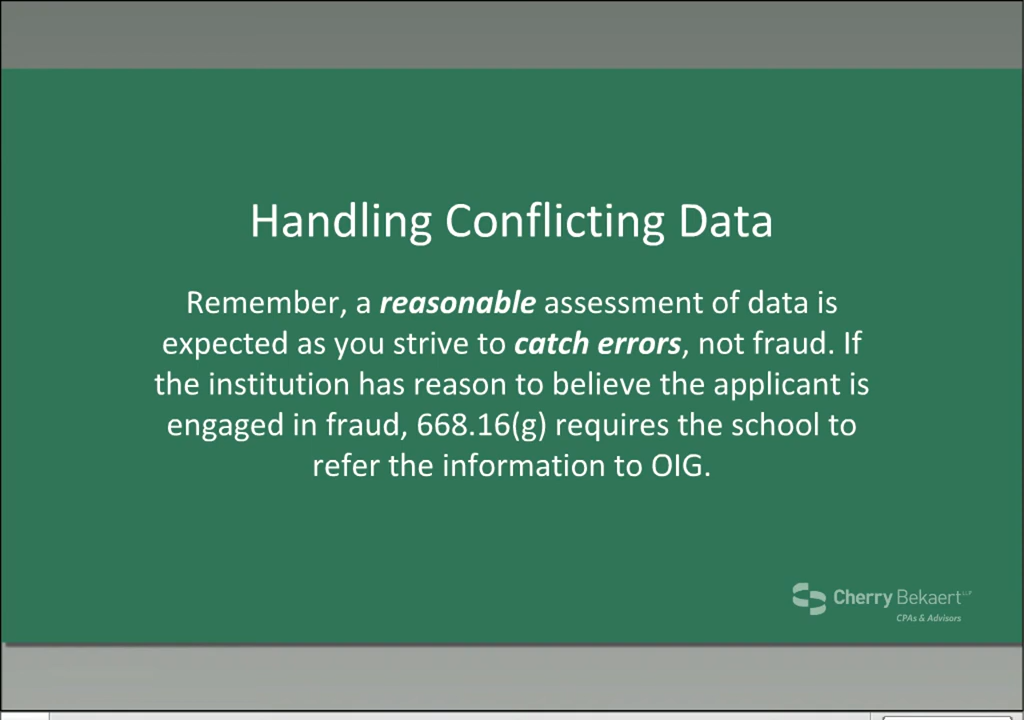 Handling Conflicting Data
Remember, a reasonable assessment of data is
expected as you strive to catch errors, not fraud. If
the institution has reason to believe the applicant is
engaged in fraud, 668.16(g) requires the school to
refer the information to OIG.
Cherry Bekaert LLP
CPAs & Advisors